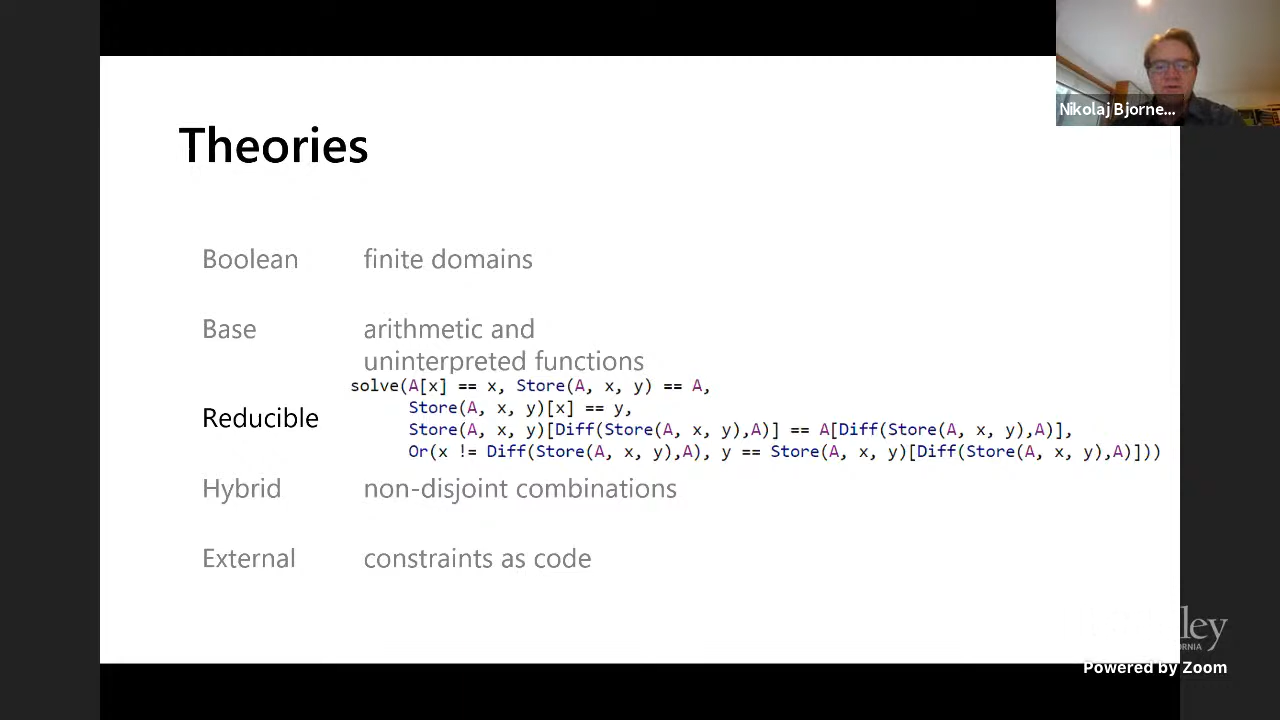 Nikolaj Bjorne...
Theories
Boolean finite domains
Base arithmetic and
uninterpreted functions
solve(A[x] == x, Store(A, x, y) == A,
Reducible Store(A, x, y)[x] == y,
Store(A, x, y)[Diff(Store(A, x, y),A)] == A[Diff(Store(A, x, y),A)],
Or(x != Diff(Store(A, x, y),A), y == Store(A, x, y)[Diff(Store(A, x, y),A)]))
Hybrid non-disjoint combinations
External constraints as code
Powered by Zoom